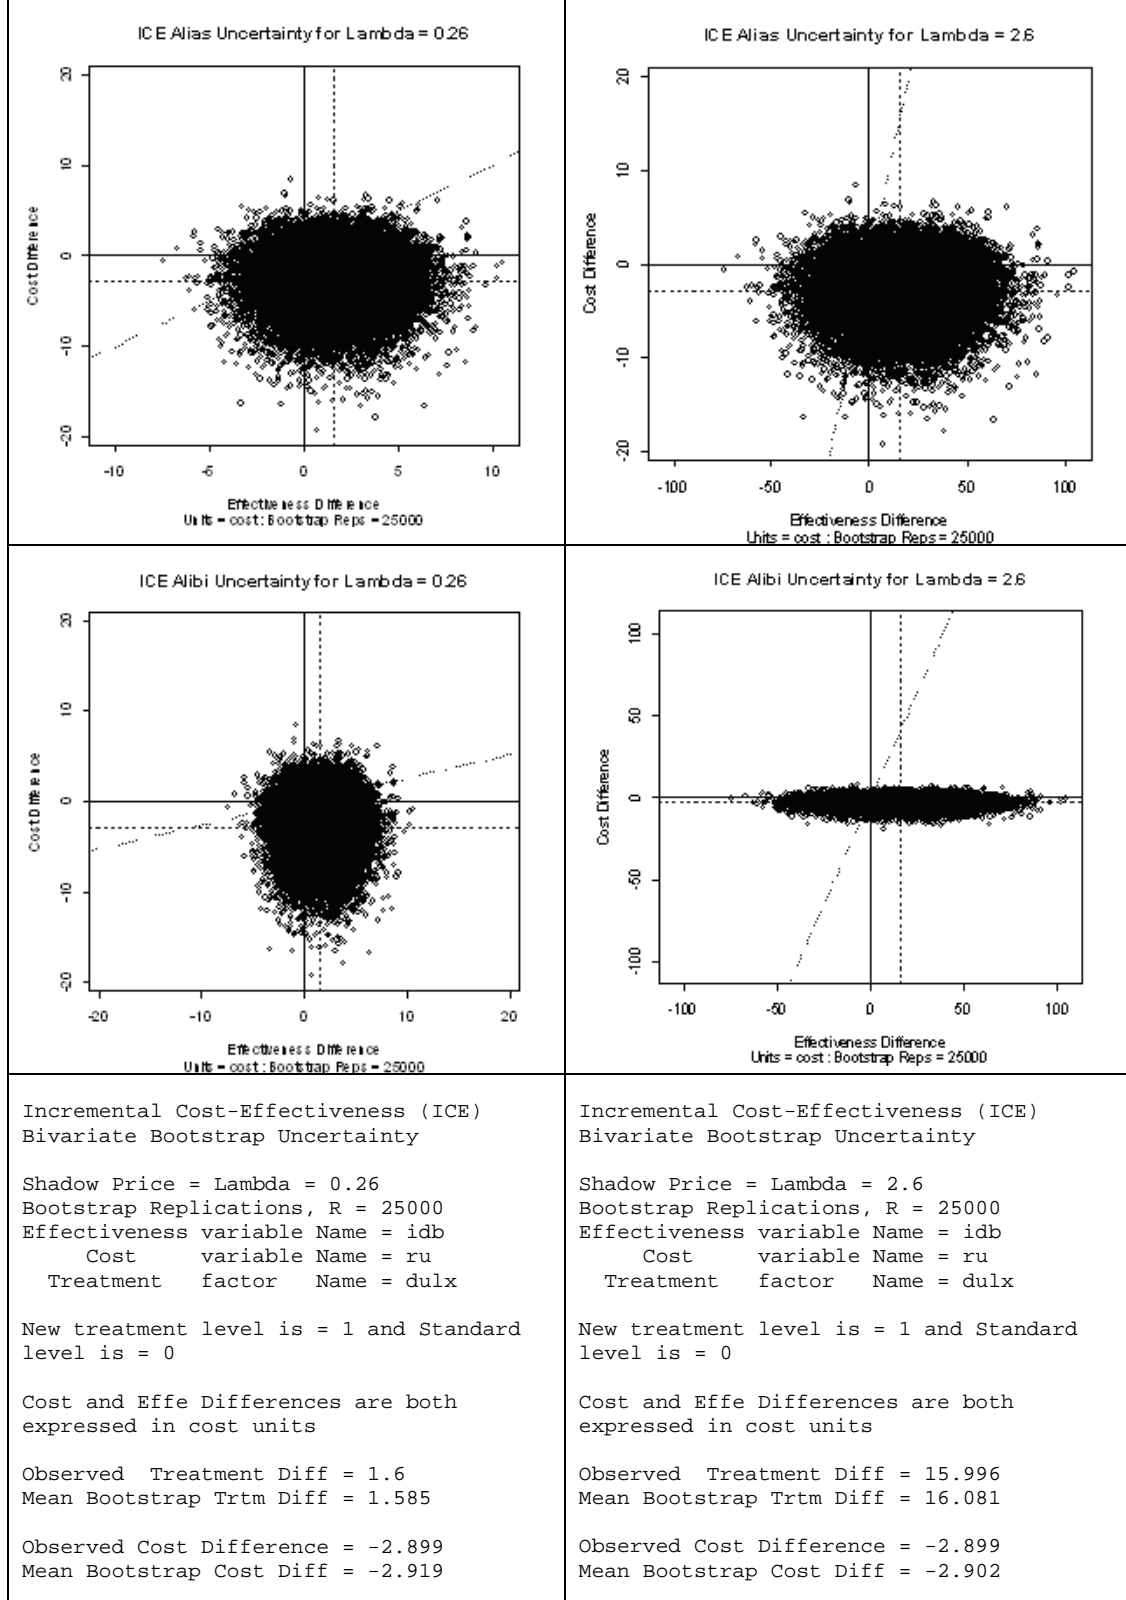 ICE Alias Uncertainty for Lambda = 0.26
20
10
0
-10
-20
Cost Difference
-10 -5 0 5 10
Effectiveness Difference
Units = cost : Bootstrap Reps = 25000
ICE Alias Uncertainty for Lambda = 2.6
20
10
0
-10
-20
Cost Difference
-100 -50 0 50 100
Effectiveness Difference
Units = cost : Bootstrap Reps = 25000
ICE Alibi Uncertainty for Lambda = 0.26
20
10
0
-10
-20
Cost Difference
-20 -10 0 10 20
Effectiveness Difference
Units = cost : Bootstrap Reps = 25000
ICE Alibi Uncertainty for Lambda = 2.6
100
50
0
-50
-100
Cost Difference
-100 -50 0 50 100
Effectiveness Difference
Units = cost : Bootstrap Reps = 25000
Incremental Cost-Effectiveness (ICE)
Bivariate Bootstrap Uncertainty
Shadow Price = Lambda = 0.26
Bootstrap Replications, R = 25000
Effectiveness variable Name = idb
Cost variable Name = ru
Treatment factor Name = dulx
New treatment level is = 1 and Standard
level is = 0
Cost and Effe Differences are both
expressed in cost units
Observed Treatment Diff = 1.6
Mean Bootstrap Trtm Diff = 1.585
Observed Cost Difference = -2.899
Mean Bootstrap Cost Diff = -2.919
Incremental Cost-Effectiveness (ICE)
Bivariate Bootstrap Uncertainty
Shadow Price = Lambda = 2.6
Bootstrap Replications, R = 25000
Effectiveness variable Name = idb
Cost variable Name = ru
Treatment factor Name = dulx
New treatment level is = 1 and Standard
level is = 0
Cost and Effe Differences are both
expressed in cost units
Observed Treatment Diff = 15.996
Mean Bootstrap Trtm Diff = 16.081
Observed Cost Difference = -2.899
Mean Bootstrap Cost Diff = -2.902